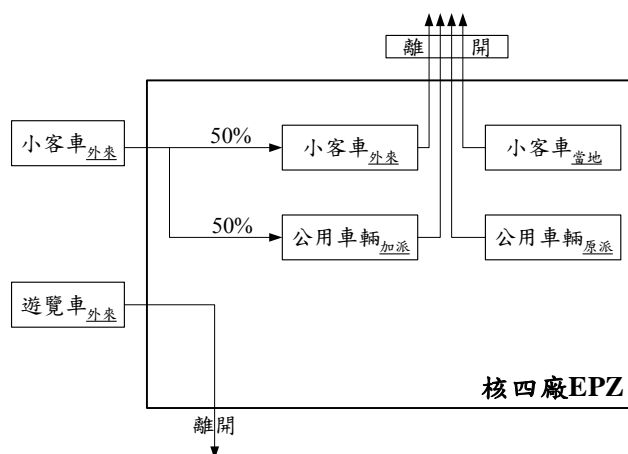 離 開
小客車外來
50%
小客車外來
小客車當地
50%
公用車輛加派
公用車輛原派
遊覽車外來
核四廠EPZ
離開